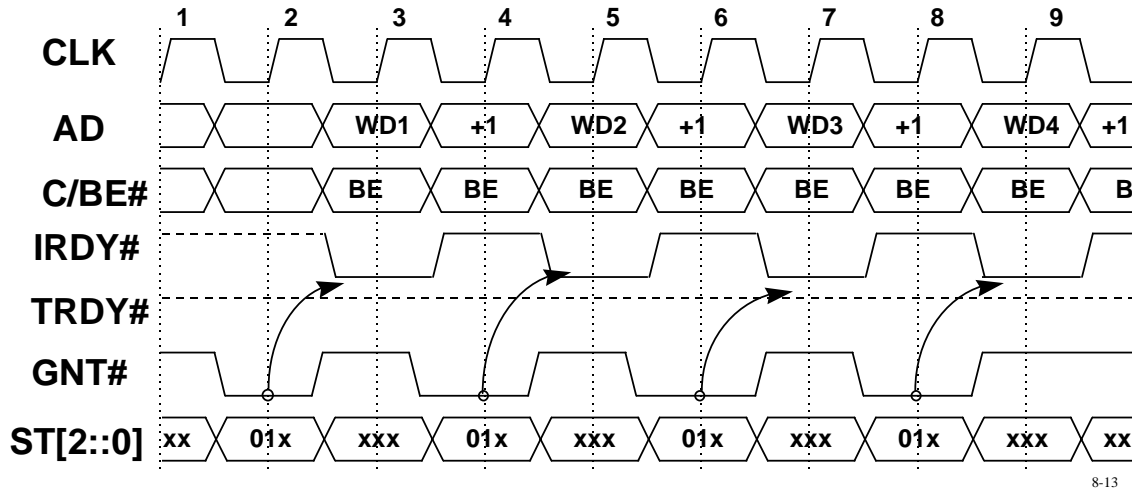 1 2 3 4 5 6 7 8 9
CLK
AD WD1 +1 WD2 +1 WD3 +1 WD4 +1
C/BE# BE BE BE BE BE BE BE B
IRDY#
TRDY#
GNT#
ST[2::0] xx 01x xxx 01x xxx 01x xxx 01x xxx xx
8-13